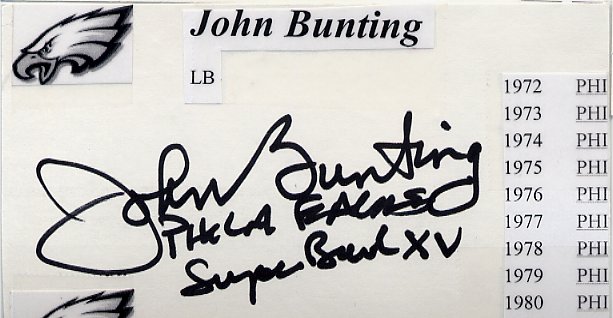 John Bunting
LB
John Bunting
PHILA EAGLES
Super Bowl XV
1972 PHI
1973 PHI
1974 PHI
1975 PHI
1976 PHI
1977 PHI
1978 PHI
1979 PHI
1980 PHI